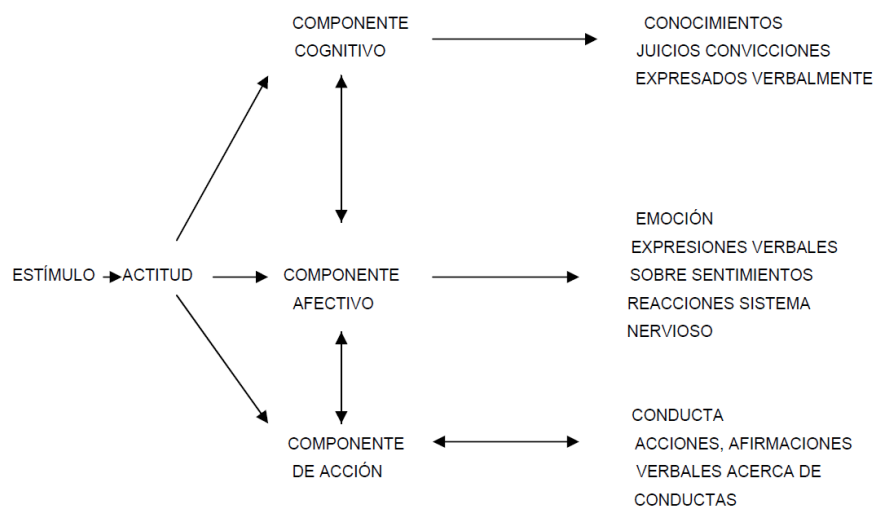 COMPONENTE
COGNITIVO
CONOCIMIENTOS
JUICIOS CONVICCIONES
EXPRESADOS VERBALMENTE
ESTÍMULO
ACTITUD
COMPONENTE
AFECTIVO
EMOCIÓN
EXPRESIONES VERBALES
SOBRE SENTIMIENTOS
REACCIONES SISTEMA
NERVIOSO
COMPONENTE
DE ACCIÓN
CONDUCTA
ACCIONES, AFIRMACIONES
VERBALES ACERCA DE
CONDUCTAS